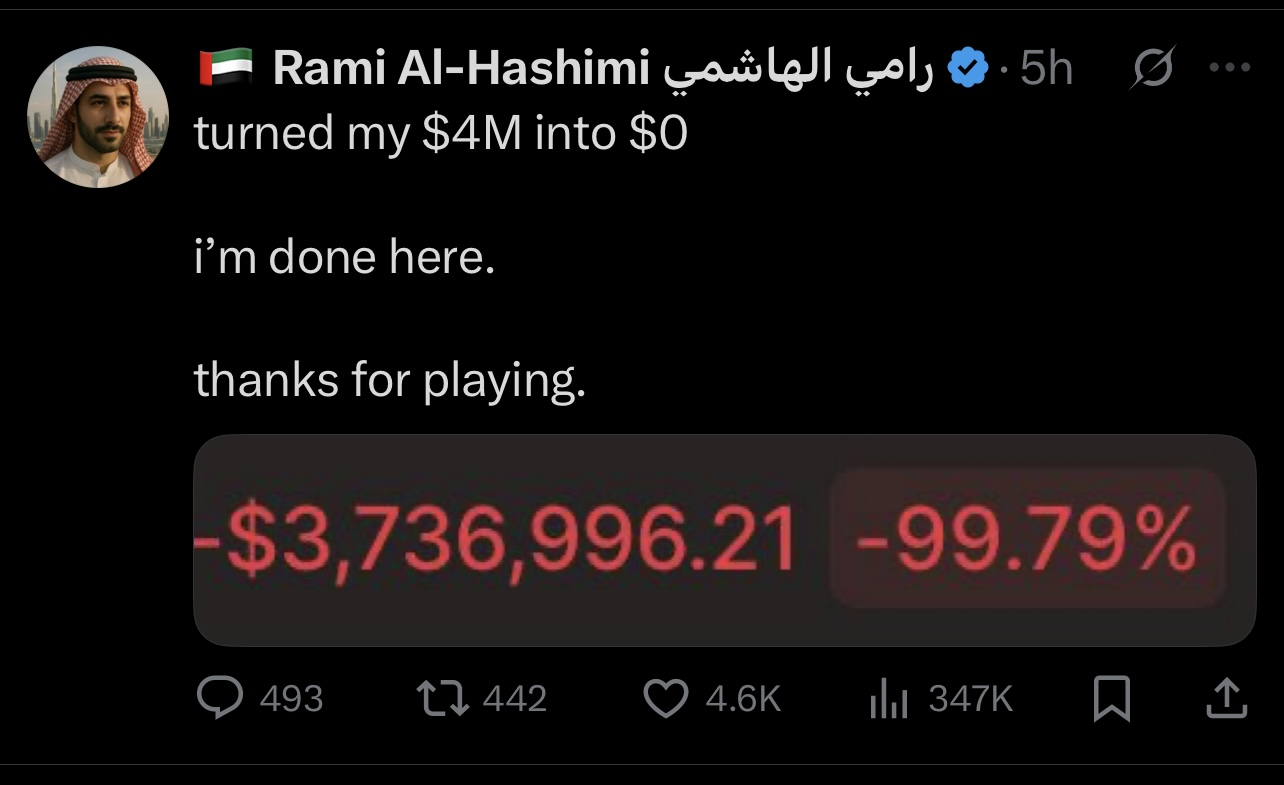 🇦🇪 Rami Al-Hashimi رامي الهاشمي · 5h
turned my $4M into $0
i’m done here.
thanks for playing.
-$3,736,996.21 -99.79%
493 442 4.6K 347K